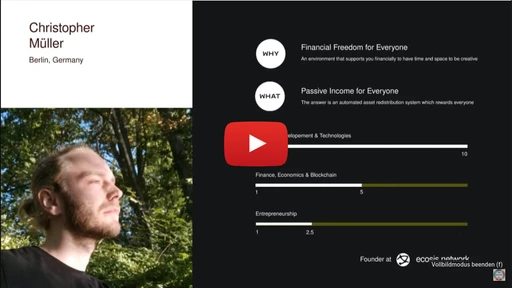 Christopher
Müller
Berlin, Germany
WHY
Financial Freedom for Everyone
An environment that supports you financially to have time and space to be creative
WHAT
Passive Income for Everyone
The answer is an automated asset redistribution system which rewards everyone
elopement & Technologies
10
Finance, Economics & Blockchain
1
5
Entrepreneurship
1
2.5
Founder at
ecosis network
Vollbildmodus beenden (f)